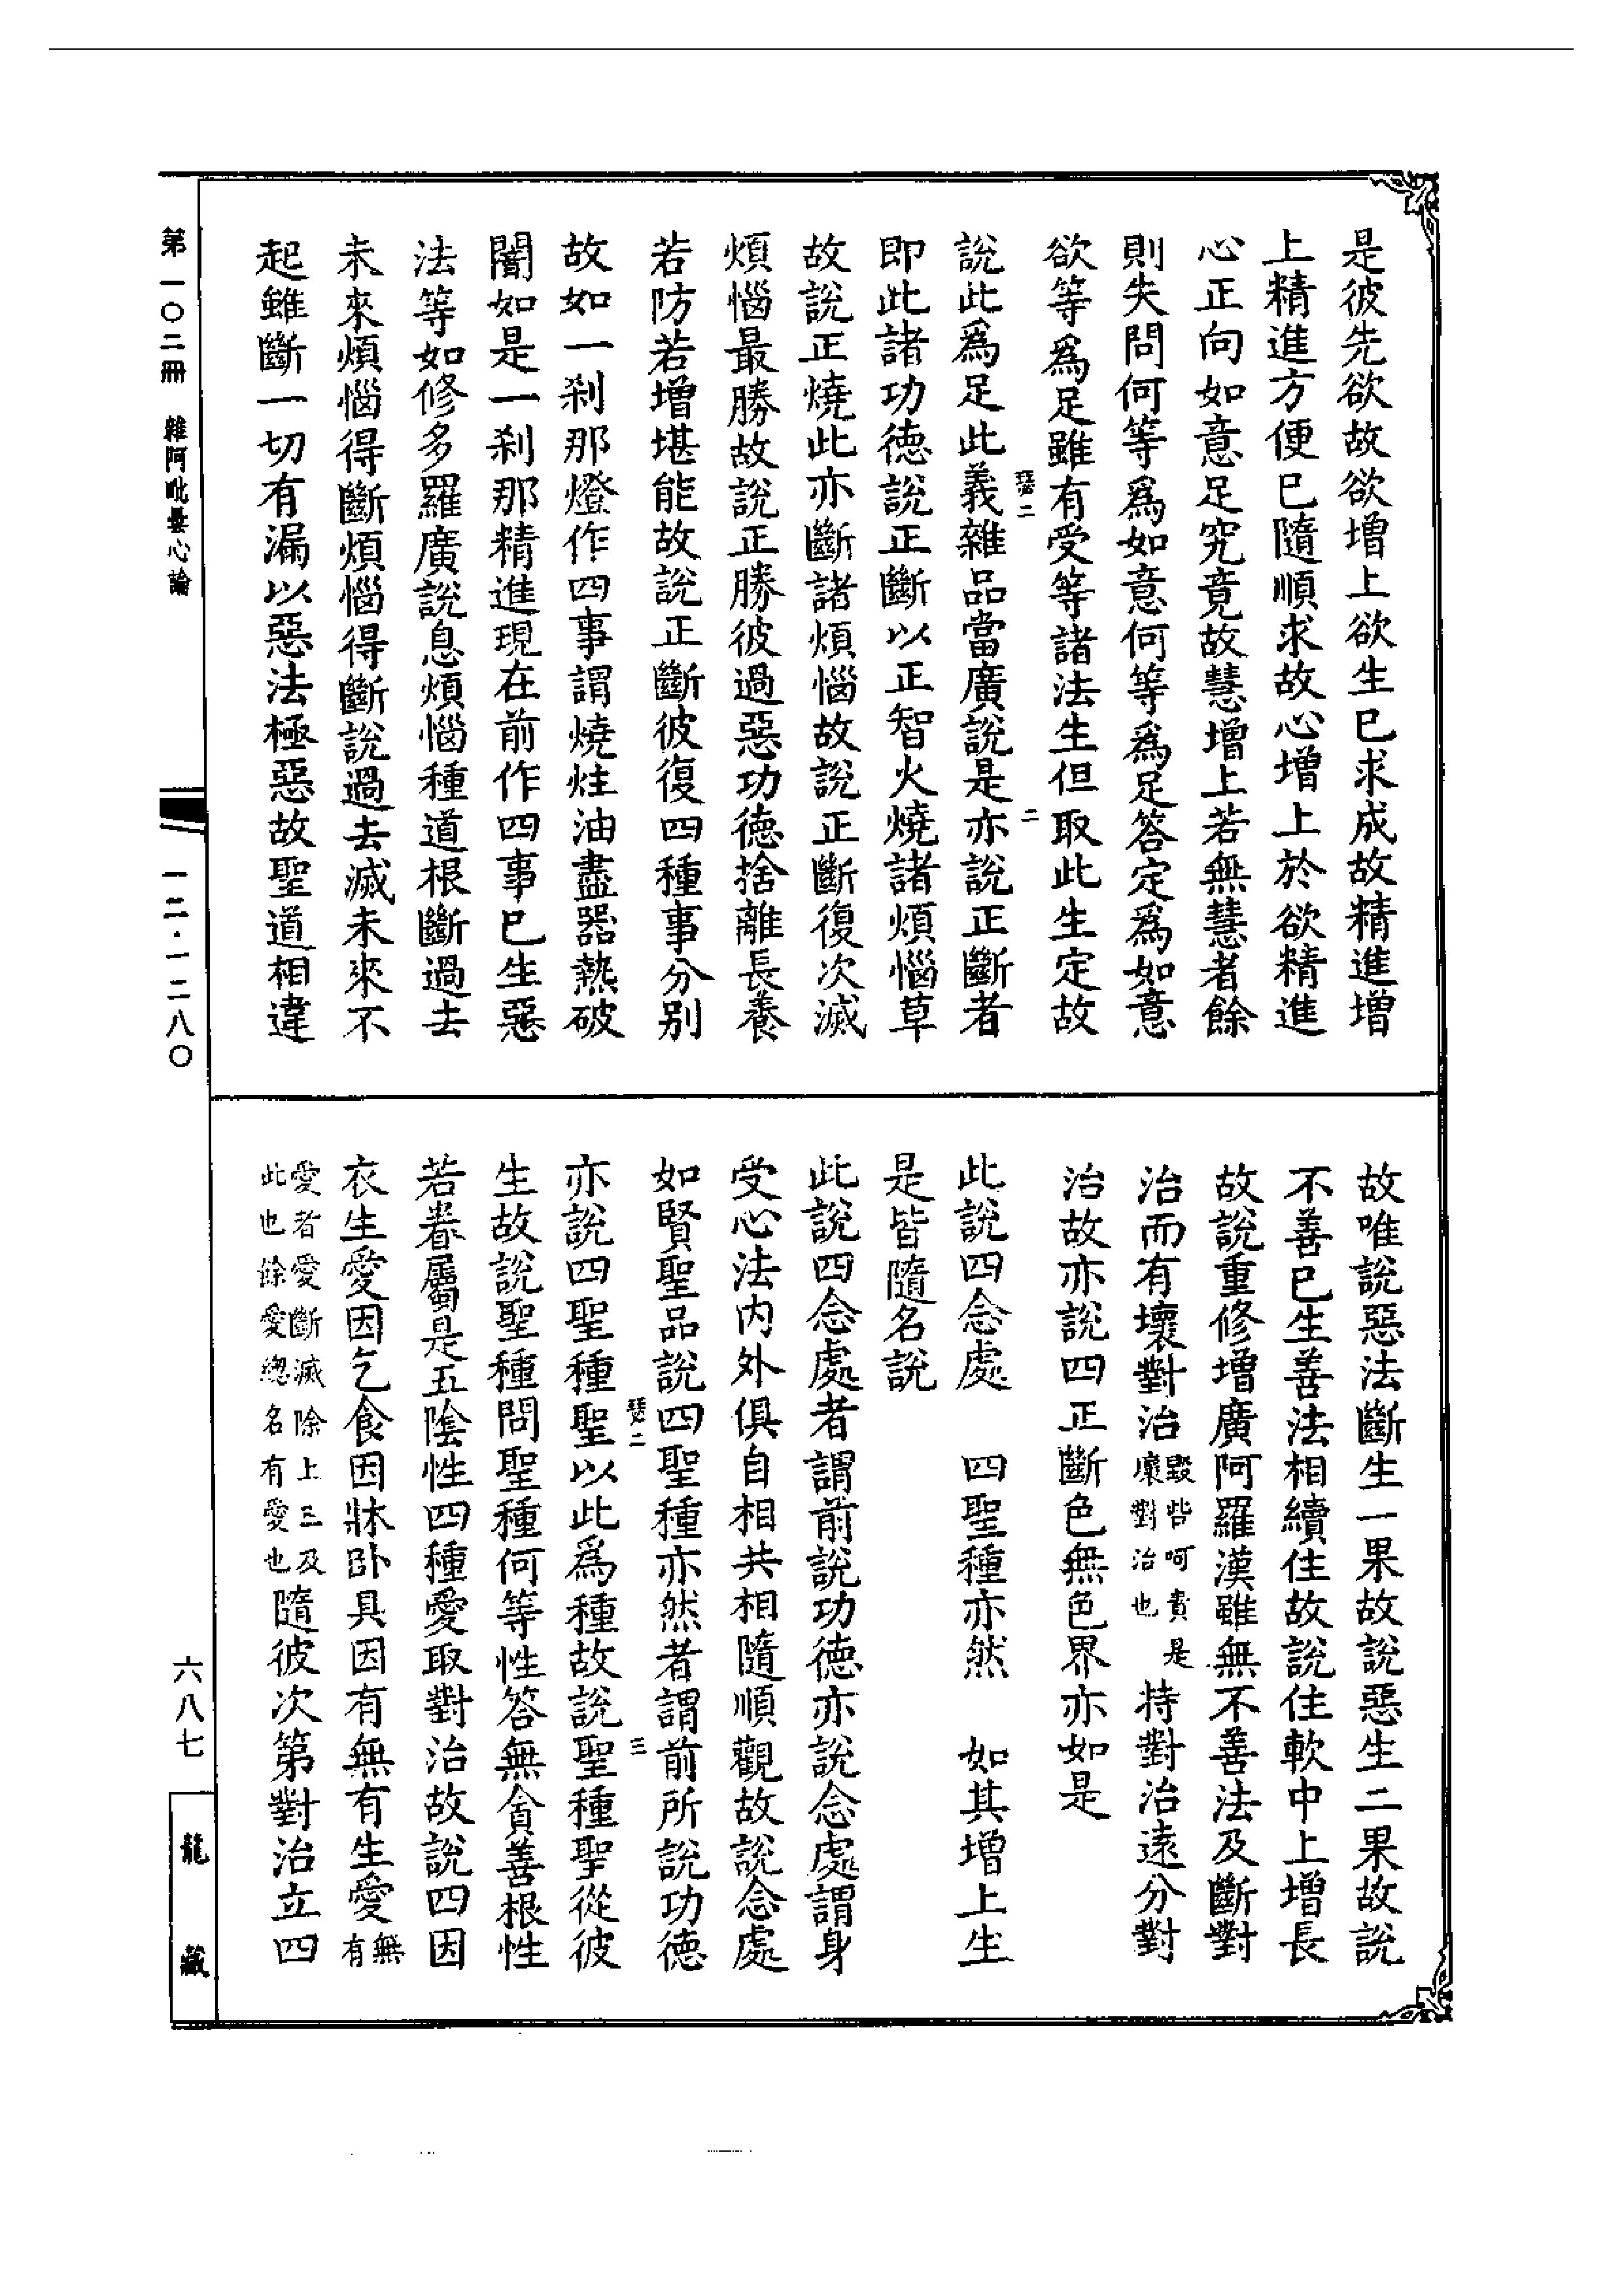 是彼先欲故欲增上欲生已求成故精進增
上精進方便已隨順求故心增上於欲精進
心正向如意足究竟故慧增上若無慧者餘
則失問何等爲如意何等爲足答定爲如意
欲等爲足雖有受等諸法生但取此生定故
瑟二
二
說此爲足此義雜品當廣說是亦說正斷者
即此諸功德說正斷以正智火燒諸煩惱草
故說正燒此亦斷諸煩惱故說正斷復次滅
煩惱最勝故說正勝彼過惡功德捨離長養
若防若增堪能故說正斷彼復四種事分別
故如一刹那燈作四事謂燒炷油盡器熱破
闇如是一刹那精進現在前作四事已生惡
法等如修多羅廣說息煩惱種道根斷過去
未來煩惱得斷煩惱得斷說過去滅未來不
起雖斷一切有漏以惡法極惡故聖道相違
故唯說惡法斷生一果故說惡生二果故說
不善已生善法相續住故說住軟中上增長
故說重修增廣阿羅漢雖無不善法及斷對
治而有壞對治毀呰呵責是壞對治也持對治遠分對
治故亦說四正斷色無色界亦如是
此說四念處　四聖種亦然　如其增上生
是皆隨名說
此說四念處者謂前說功德亦說念處謂身
受心法内外俱自相共相隨順觀故說念處
如賢聖品說四聖種亦然者謂前所說功德
瑟二
三
亦說四聖種聖以此爲種故說聖種聖從彼
生故說聖種問聖種何等性答無貪善根性
若眷屬是五陰性四種愛取對治故說四因
衣生愛因乞食因牀卧具因有無有生愛無有
愛者愛斷滅除上三及此也餘愛總名有愛也隨彼次第對治立四
第一〇二冊　雜阿毗曇心論
一二·一二八〇
六八七
龍藏